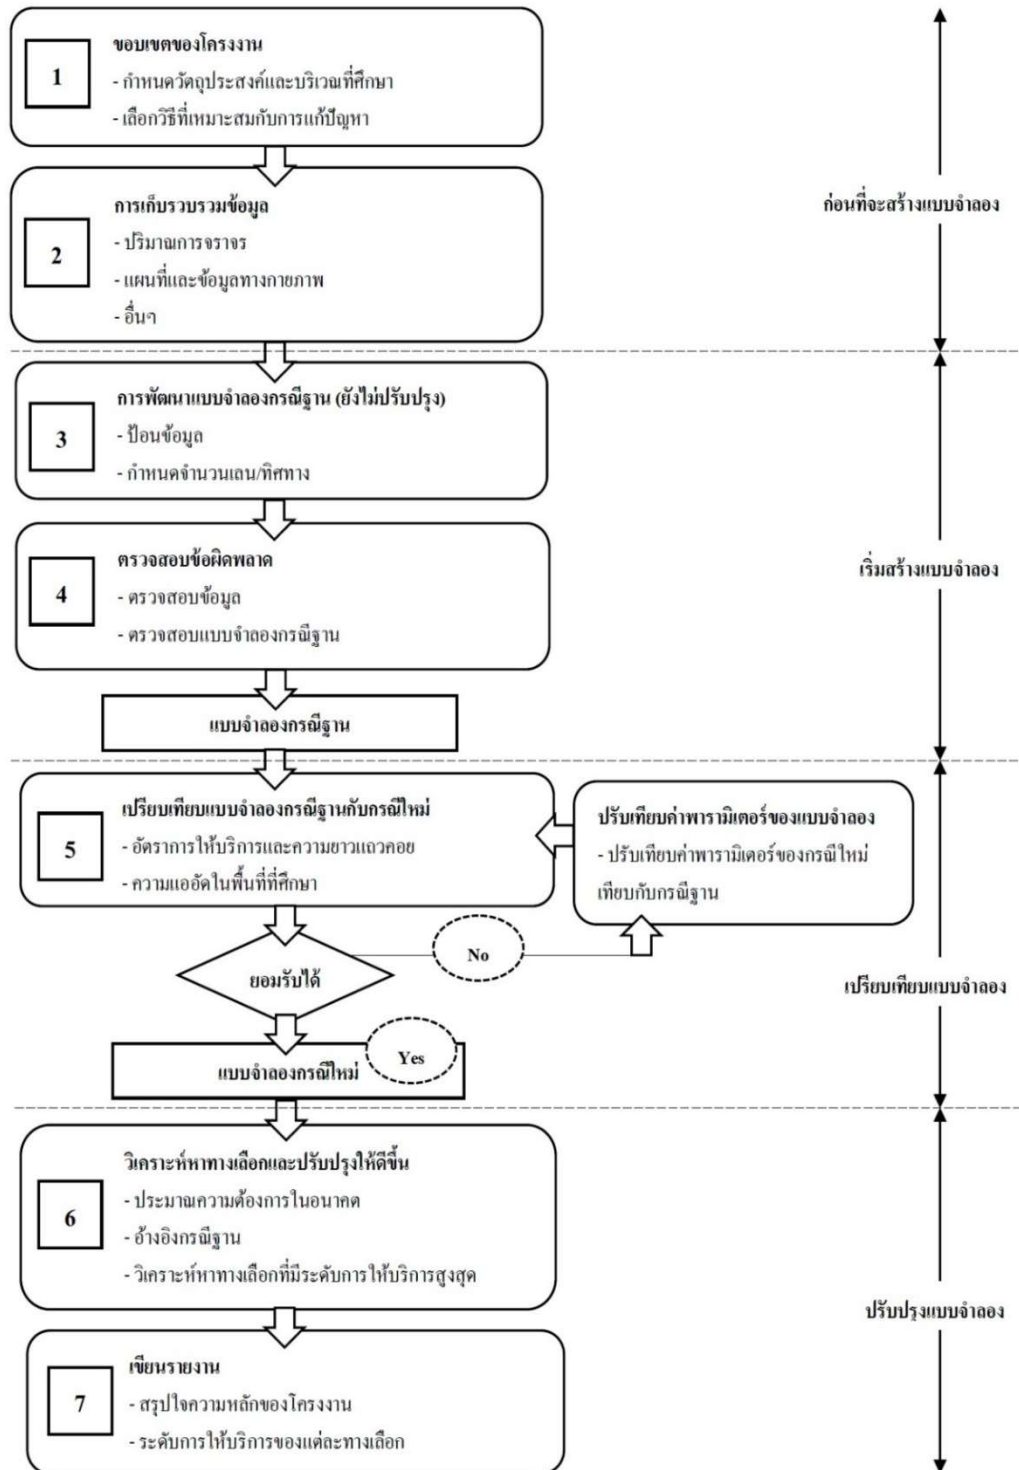 1
ขอบเขตของโครงงาน
- กำหนดวัตถุประสงค์และบริเวณที่ศึกษา
- เลือกวิธีที่เหมาะสมกับการแก้ปัญหา
2
การเก็บรวบรวมข้อมูล
- ปริมาณการจราจร
- แผนที่และข้อมูลทางกายภาพ
- อื่นๆ
ก่อนที่จะสร้างแบบจำลอง
3
การพัฒนาแบบจำลองกรณีฐาน (ยังไม่ปรับปรุง)
- ป้อนข้อมูล
- กำหนดจำนวนเลน/ทิศทาง
4
ตรวจสอบข้อผิดพลาด
- ตรวจสอบข้อมูล
- ตรวจสอบแบบจำลองกรณีฐาน
เริ่มสร้างแบบจำลอง
แบบจำลองกรณีฐาน
5
เปรียบเทียบแบบจำลองกรณีฐานกับกรณีใหม่
- อัตราการให้บริการและความยาวแถวคอย
- ความแออัดในพื้นที่ที่ศึกษา
ปรับเทียบค่าพารามิเตอร์ของแบบจำลอง
- ปรับเทียบค่าพารามิเตอร์ของกรณีใหม่
เทียบกับกรณีฐาน
No
ยอมรับได้
เปรียบเทียบแบบจำลอง
Yes
แบบจำลองกรณีใหม่
6
วิเคราะห์หาทางเลือกและปรับปรุงให้ดีขึ้น
- ประมาณความต้องการในอนาคต
- อ้างอิงกรณีฐาน
- วิเคราะห์หาทางเลือกที่มีระดับการให้บริการสูงสุด
ปรับปรุงแบบจำลอง
7
เขียนรายงาน
- สรุปใจความหลักของโครงงาน
- ระดับการให้บริการของแต่ละทางเลือก